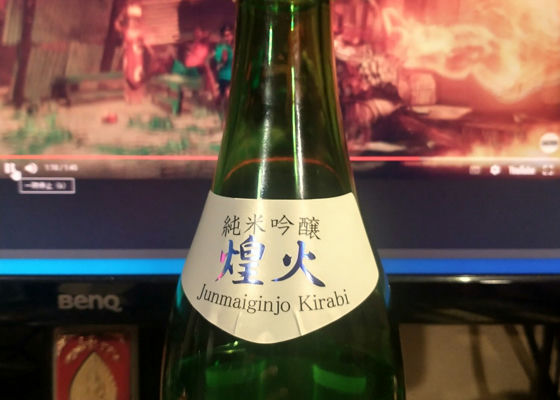 YouTube
純米吟醸
煌火
Junmaiginjo Kirabi
BenQ